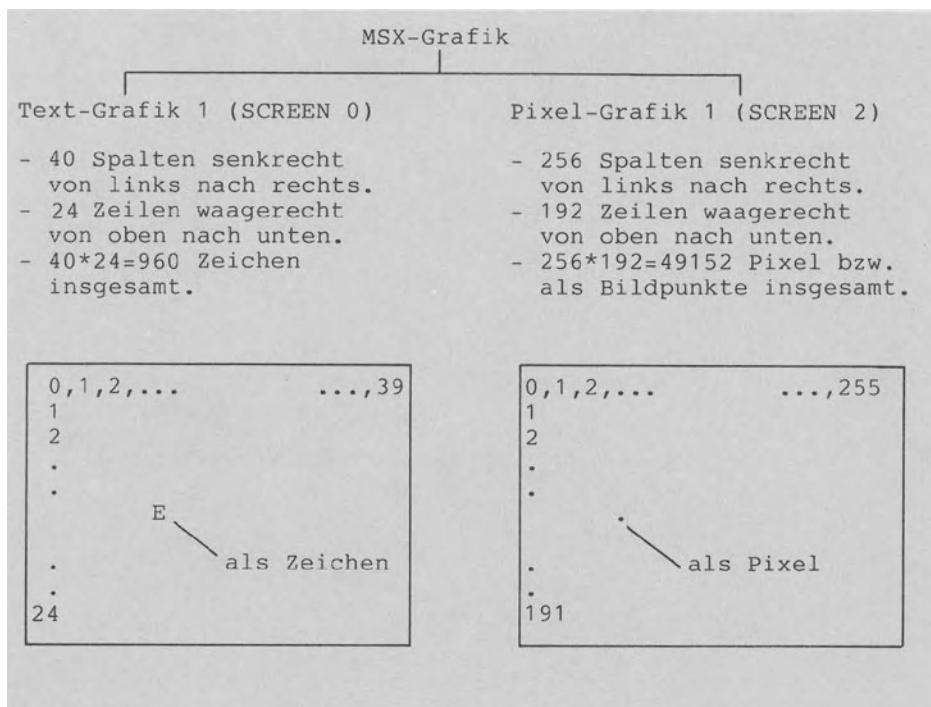 MSX-Grafik
Text-Grafik 1 (SCREEN 0)
- 40 Spalten senkrecht
von links nach rechts.
- 24 Zeilen waagerecht
von oben nach unten.
- 40*24=960 Zeichen
insgesamt.
Pixel-Grafik 1 (SCREEN 2)
- 256 Spalten senkrecht
von links nach rechts.
- 192 Zeilen waagerecht
von oben nach unten.
- 256*192=49152 Pixel bzw.
als Bildpunkte insgesamt.
0,1,2,... ...,39
1
2
.
.
E
als Zeichen
.
.
24
0,1,2,... ...,255
1
2
.
.
.
als Pixel
.
.
191